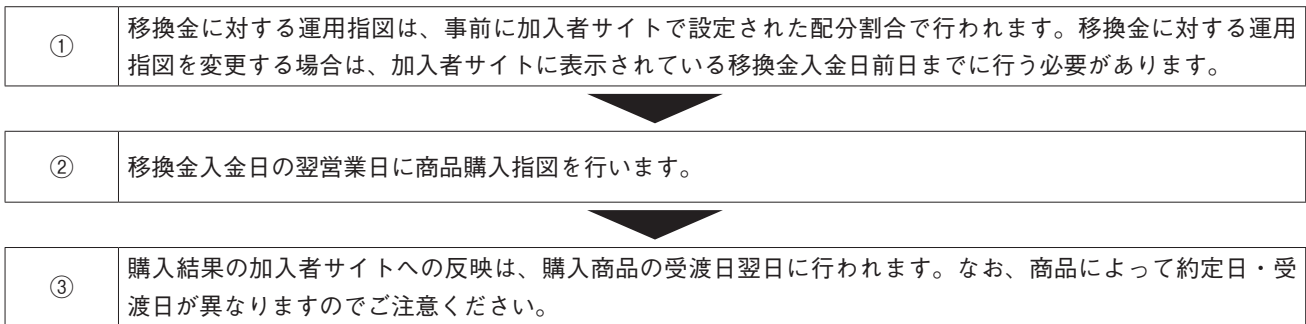 ①
移換金に対する運用指図は、事前に加入者サイトで設定された配分割合で行われます。移換金に対する運用
指図を変更する場合は、加入者サイトに表示されている移換金入金日前日までに行う必要があります。
②
移換金入金日の翌営業日に商品購入指図を行います。
③
購入結果の加入者サイトへの反映は、購入商品の受渡日翌日に行われます。なお、商品によって約定日・受
渡日が異なりますのでご注意ください。